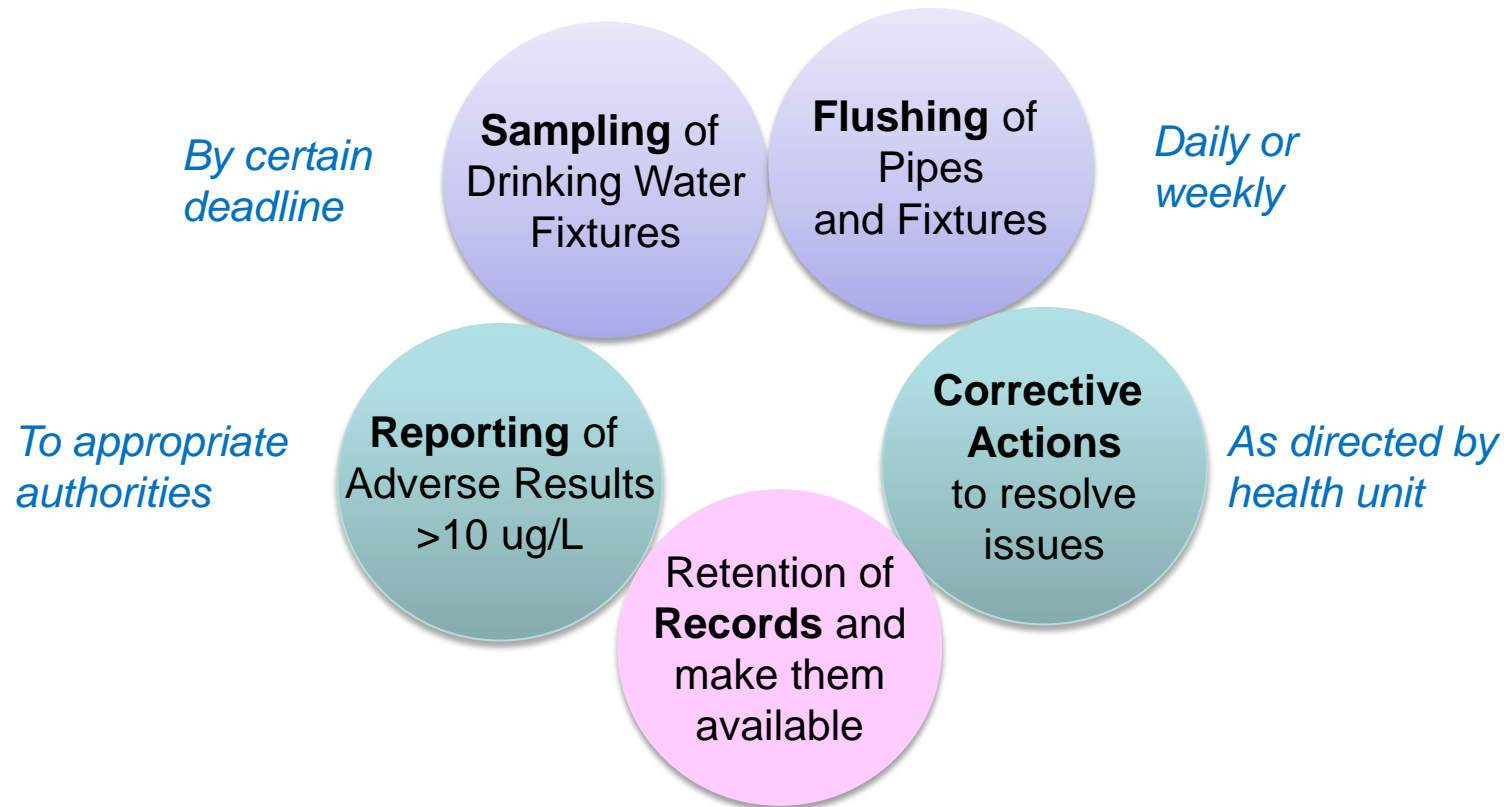 By certain
deadline
Sampling of
Drinking Water
Fixtures
Flushing of
Pipes
and Fixtures
Daily or
weekly
To appropriate
authorities
Reporting of
Adverse Results
>10 ug/L
Corrective
Actions
to resolve
issues
As directed by
health unit
Retention of
Records and
make them
available